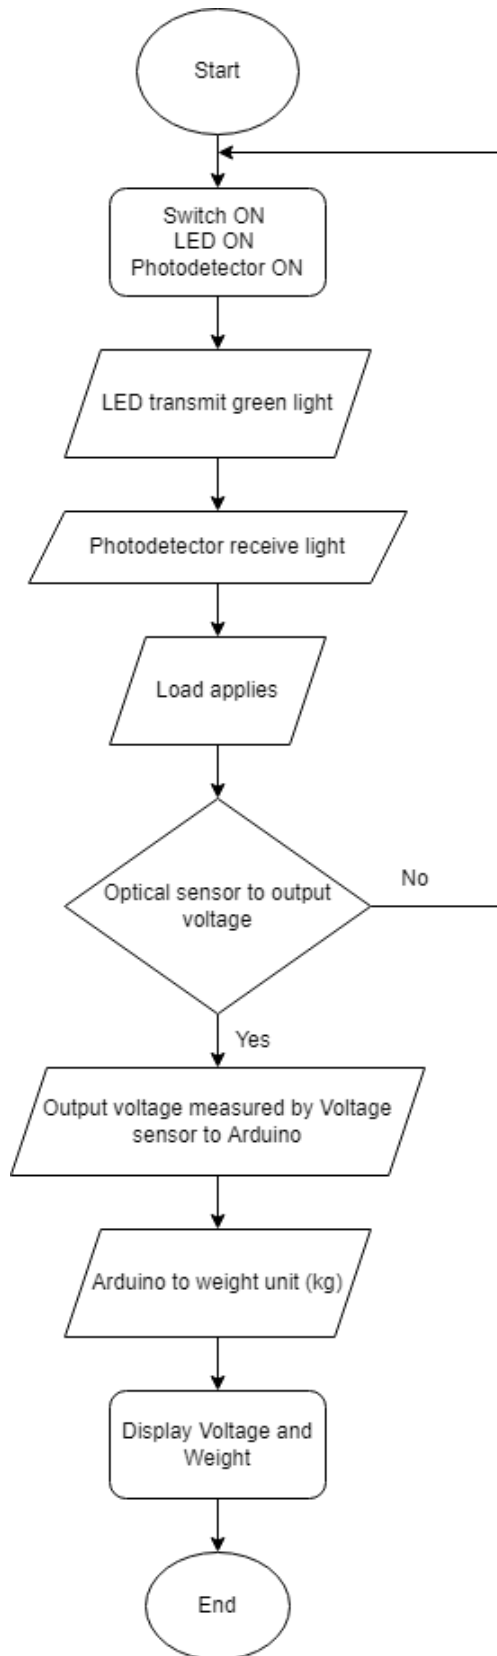 Start
Switch ON
LED ON
Photodetector ON
LED transmit green light
Photodetector receive light
Load applies
Optical sensor to output
voltage
No
Yes
Output voltage measured by Voltage
sensor to Arduino
Arduino to weight unit (kg)
Display Voltage and
Weight
End